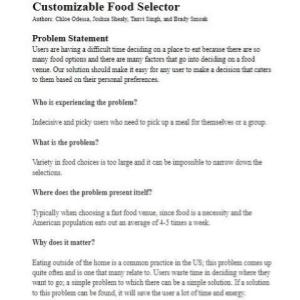 Customizable Food Selector
Authors: Chloe Odessa, Joshua Shealy, Tanvi Singh, and Brady Smoak
Problem Statement
Users are having a difficult time deciding on a place to eat because there are so
many food options and there are many factors that go into deciding on a food
venue. Our solution should make it easy for any user to make a decision that caters
to them based on their personal preferences.
Who is experiencing the problem?
Indecisive and picky users who need to pick up a meal for themselves or a group.
What is the problem?
Variety in food choices is too large and it can be impossible to narrow down the
selections.
Where does the problem present itself?
Typically when choosing a fast food venue, since food is a necessity and the
American population eats out an average of 4-5 times a week.
Why does it matter?
Eating outside of the home is a common practice in the US; this problem comes up
quite often and is one that many relate to. Users waste time in deciding where they
want to go; a simple problem to which there can be a simple solution. If a solution
to this problem can be found, it will save the user a lot of time and energy.